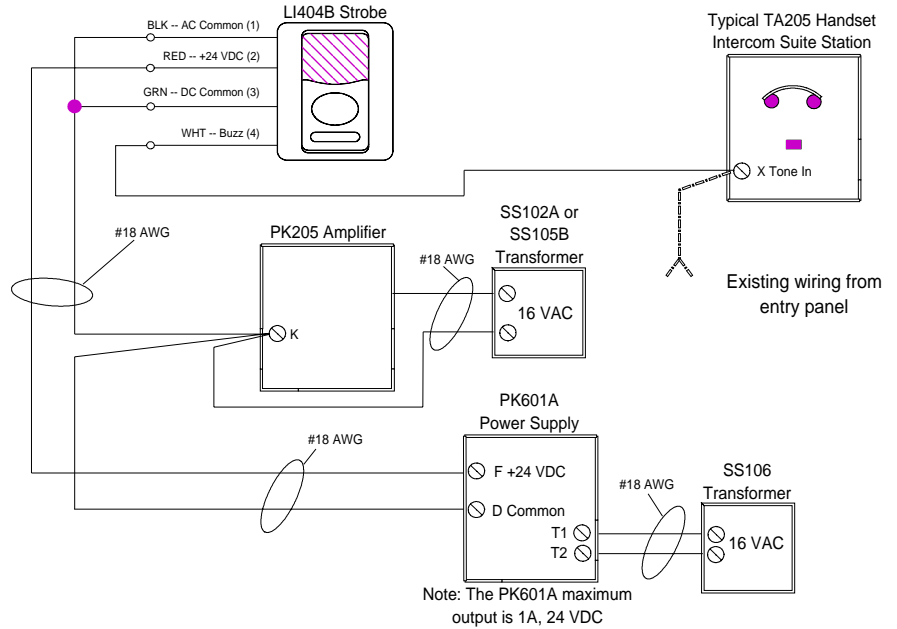 LI404B Strobe
BLK -- AC Common (1)
RED -- +24 VDC (2)
GRN -- DC Common (3)
WHT -- Buzz (4)
Typical TA205 Handset
Intercom Suite Station
X Tone In
Existing wiring from
entry panel
#18 AWG
PK205 Amplifier
K
#18 AWG
SS102A or
SS105B
Transformer
16 VAC
#18 AWG
PK601A
Power Supply
F +24 VDC
D Common
T1
T2
#18 AWG
SS106
Transformer
16 VAC
Note: The PK601A maximum
output is 1A, 24 VDC